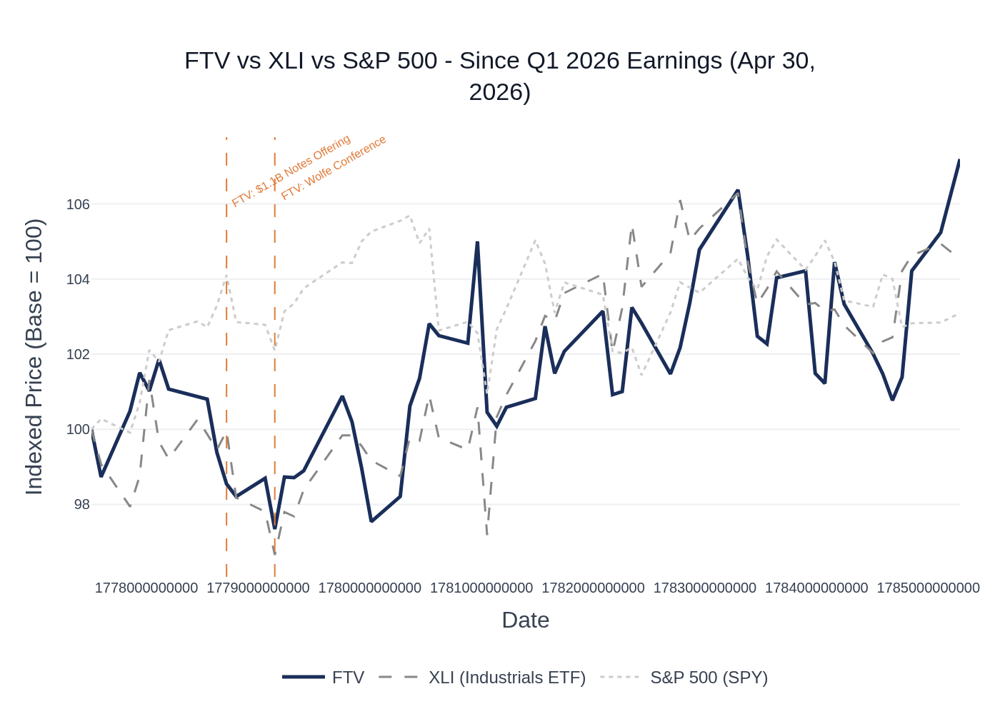 FTV vs XLI vs S&P 500 - Since Q1 2026 Earnings (Apr 30,
2026)
FTV: $1.1B Notes Offering
FTV: Wolfe Conference
Indexed Price (Base = 100)
106
104
102
100
98
1778000000000 1779000000000 1780000000000 1781000000000 1782000000000 1783000000000 1784000000000 1785000000000
Date
FTV XLI (Industrials ETF) S&P 500 (SPY)